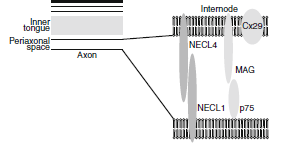 Internode
Inner
tongue
Cx29
Periaxonal
space
NECL4
Axon
MAG
NECL1
p75